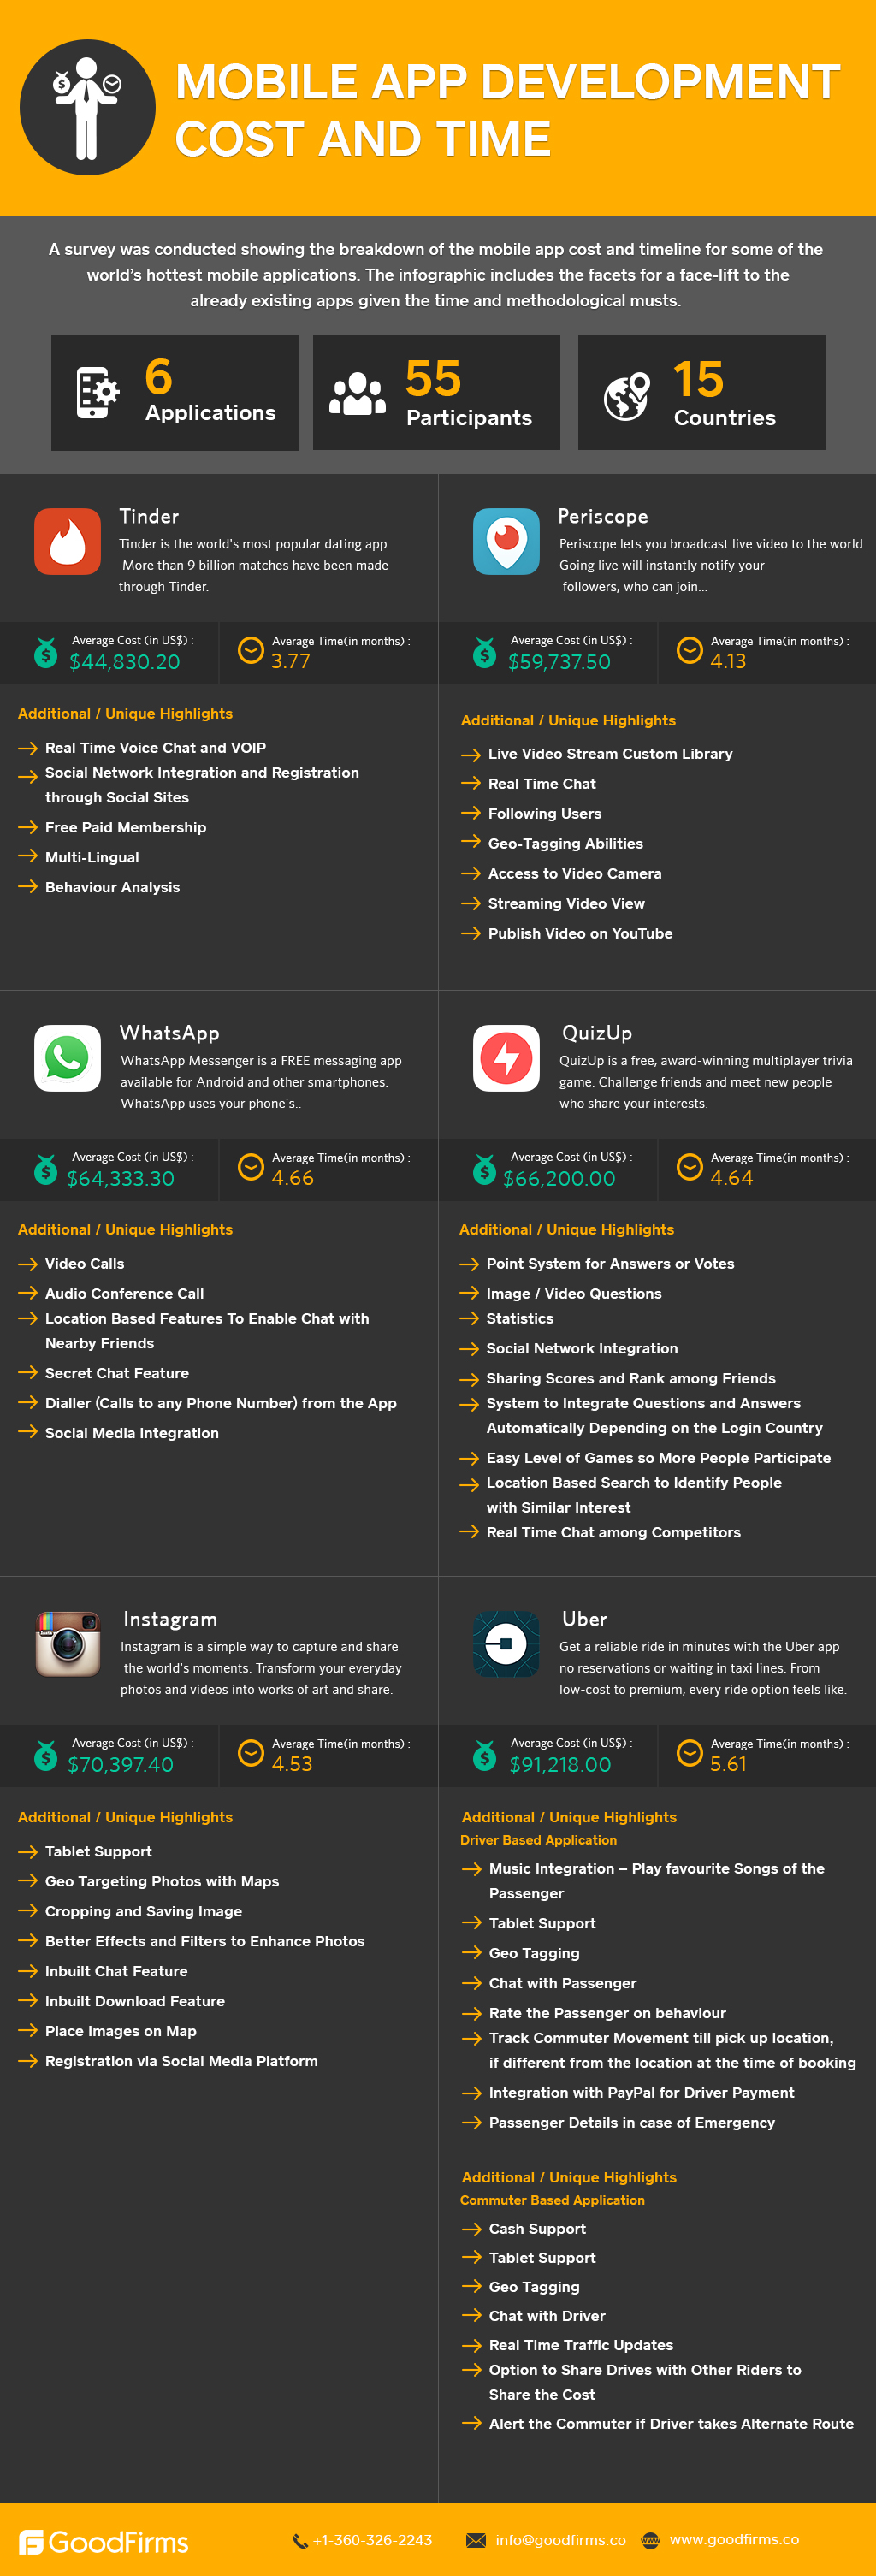 MOBILE APP DEVELOPMENT
COST AND TIME
A survey was conducted showing the breakdown of the mobile app cost and timeline for some of the
world's hottest mobile applications. The infographic includes the facets for a face-lift to the
already existing apps given the time and methodological musts.
6
Applications
55
Participants
15
Countries
Tinder
Tinder is the world's most popular dating app.
More than 9 billion matches have been made
through Tinder.
Average Cost (in US$) :
$44,830.20
Average Time(in months) :
3.77
Additional / Unique Highlights
Real Time Voice Chat and VOIP
Social Network Integration and Registration
through Social Sites
Free Paid Membership
Multi-Lingual
Behaviour Analysis
Periscope
Periscope lets you broadcast live video to the world.
Going live will instantly notify your
followers, who can join...
Average Cost (in US$) :
$59,737.50
Average Time(in months) :
4.13
Additional / Unique Highlights
Live Video Stream Custom Library
Real Time Chat
Following Users
Geo-Tagging Abilities
Access to Video Camera
Streaming Video View
Publish Video on YouTube
WhatsApp
WhatsApp Messenger is a FREE messaging app
available for Android and other smartphones.
WhatsApp uses your phone's..
Average Cost (in US$) :
$64,333.30
Average Time(in months) :
4.66
Additional / Unique Highlights
Video Calls
Audio Conference Call
Location Based Features To Enable Chat with
Nearby Friends
Secret Chat Feature
Dialler (Calls to any Phone Number) from the App
Social Media Integration
QuizUp
QuizUp is a free, award-winning multiplayer trivia
game. Challenge friends and meet new people
who share your interests.
Average Cost (in US$) :
$66,200.00
Average Time(in months) :
4.64
Additional / Unique Highlights
Point System for Answers or Votes
Image / Video Questions
Statistics
Social Network Integration
Sharing Scores and Rank among Friends
System to Integrate Questions and Answers
Automatically Depending on the Login Country
Easy Level of Games so More People Participate
Location Based Search to Identify People
with Similar Interest
Real Time Chat among Competitors
Instagram
Instagram is a simple way to capture and share
the world's moments. Transform your everyday
photos and videos into works of art and share.
Average Cost (in US$) :
$70,397.40
Average Time(in months) :
4.53
Additional / Unique Highlights
Tablet Support
Geo Targeting Photos with Maps
Cropping and Saving Image
Better Effects and Filters to Enhance Photos
Inbuilt Chat Feature
Inbuilt Download Feature
Place Images on Map
Registration via Social Media Platform
Uber
Get a reliable ride in minutes with the Uber app
no reservations or waiting in taxi lines. From
low-cost to premium, every ride option feels like.
Average Cost (in US$) :
$91,218.00
Average Time(in months) :
5.61
Additional / Unique Highlights
Driver Based Application
Music Integration – Play favourite Songs of the
Passenger
Tablet Support
Geo Tagging
Chat with Passenger
Rate the Passenger on behaviour
Track Commuter Movement till pick up location,
if different from the location at the time of booking
Integration with PayPal for Driver Payment
Passenger Details in case of Emergency
Additional / Unique Highlights
Commuter Based Application
Cash Support
Tablet Support
Geo Tagging
Chat with Driver
Real Time Traffic Updates
Option to Share Drives with Other Riders to
Share the Cost
Alert the Commuter if Driver takes Alternate Route
GoodFirms
+1-360-326-2243
info@goodfirms.co
www
www.goodfirms.co